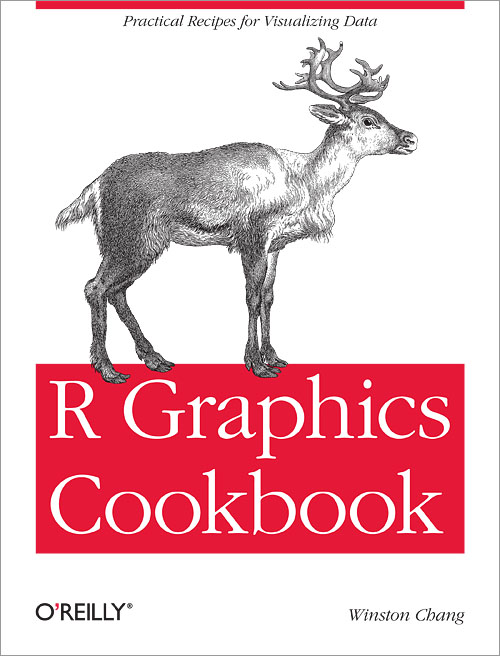 Practical Recipes for Visualizing Data
R Graphics
Cookbook
O'REILLY®
Winston Chang